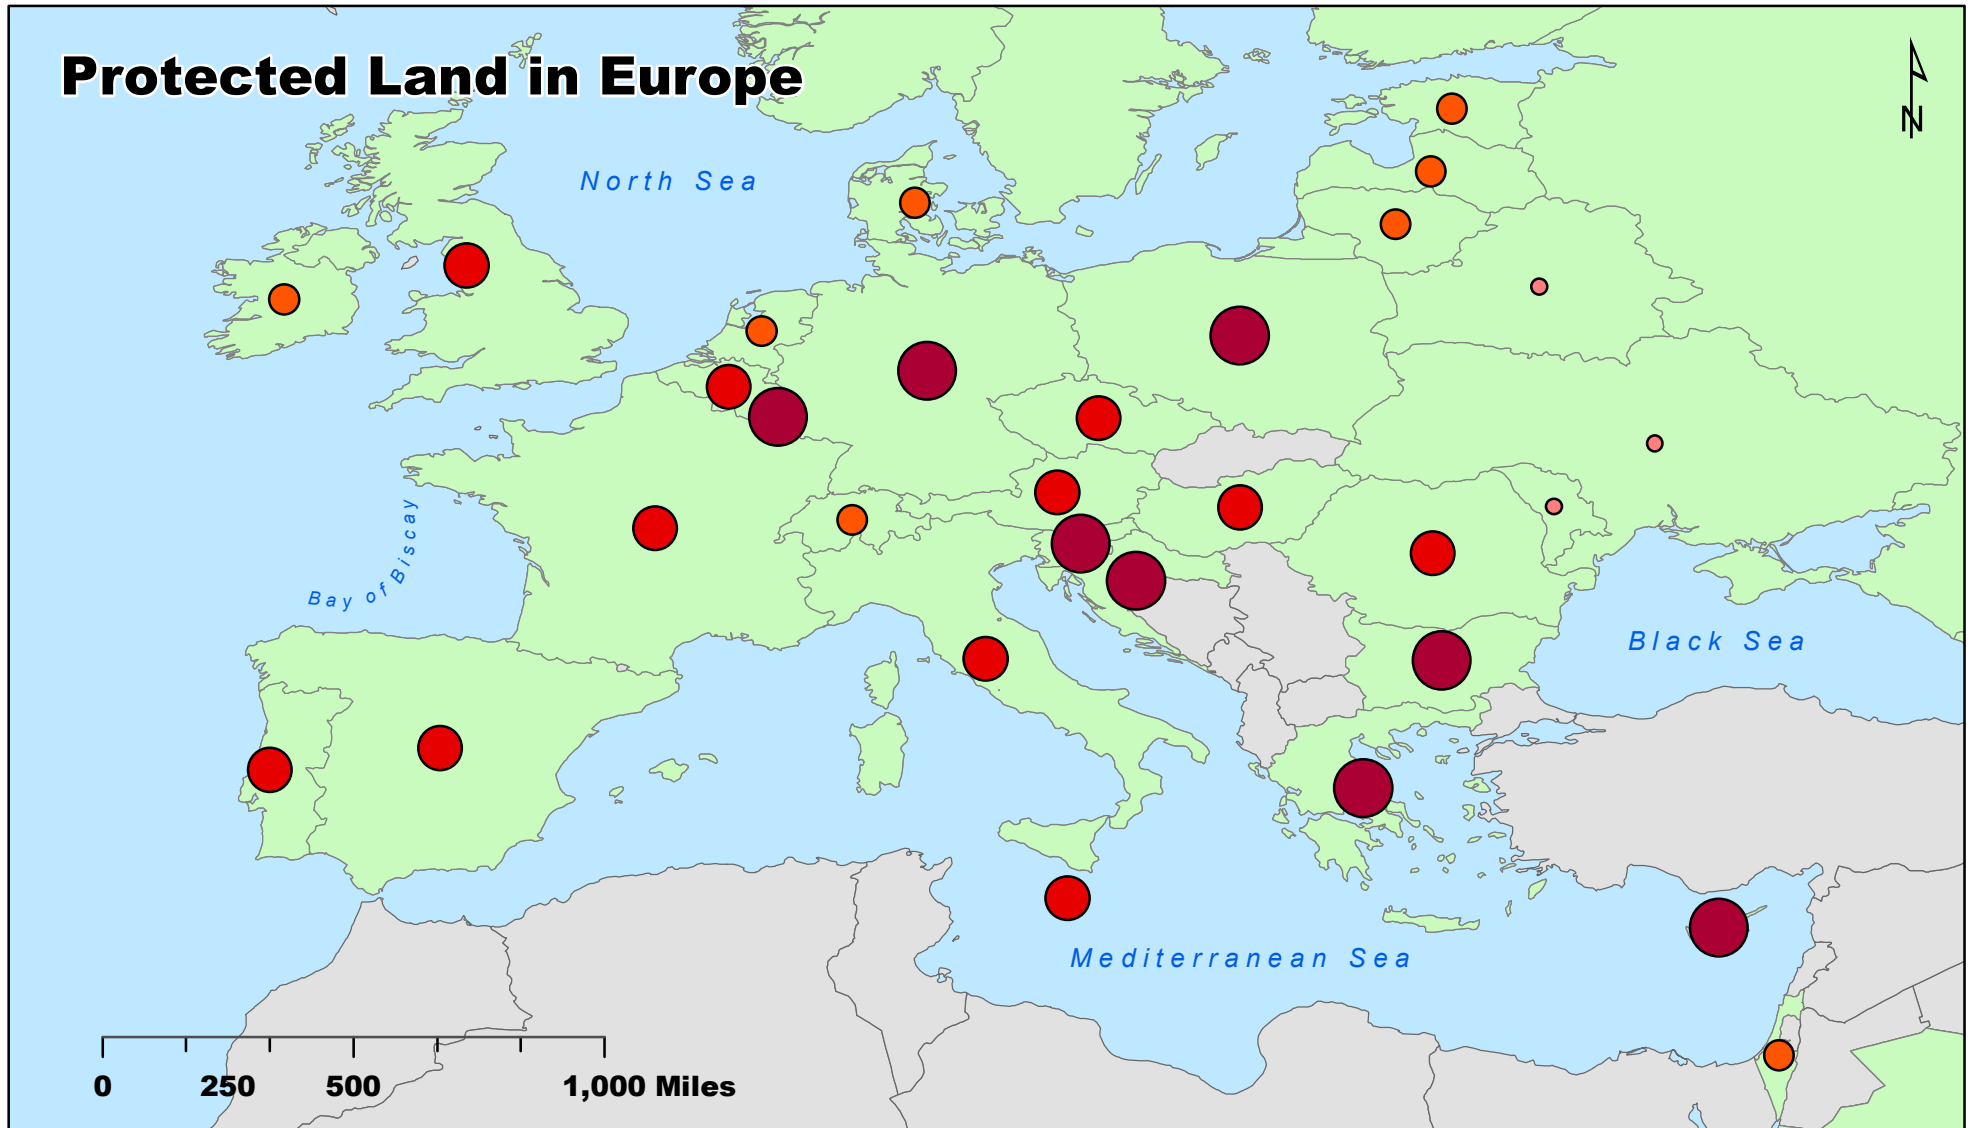 Protected Land in Europe
N
North Sea
Bay of Biscay
Black Sea
Mediterranean Sea
0 250 500 1,000 Miles